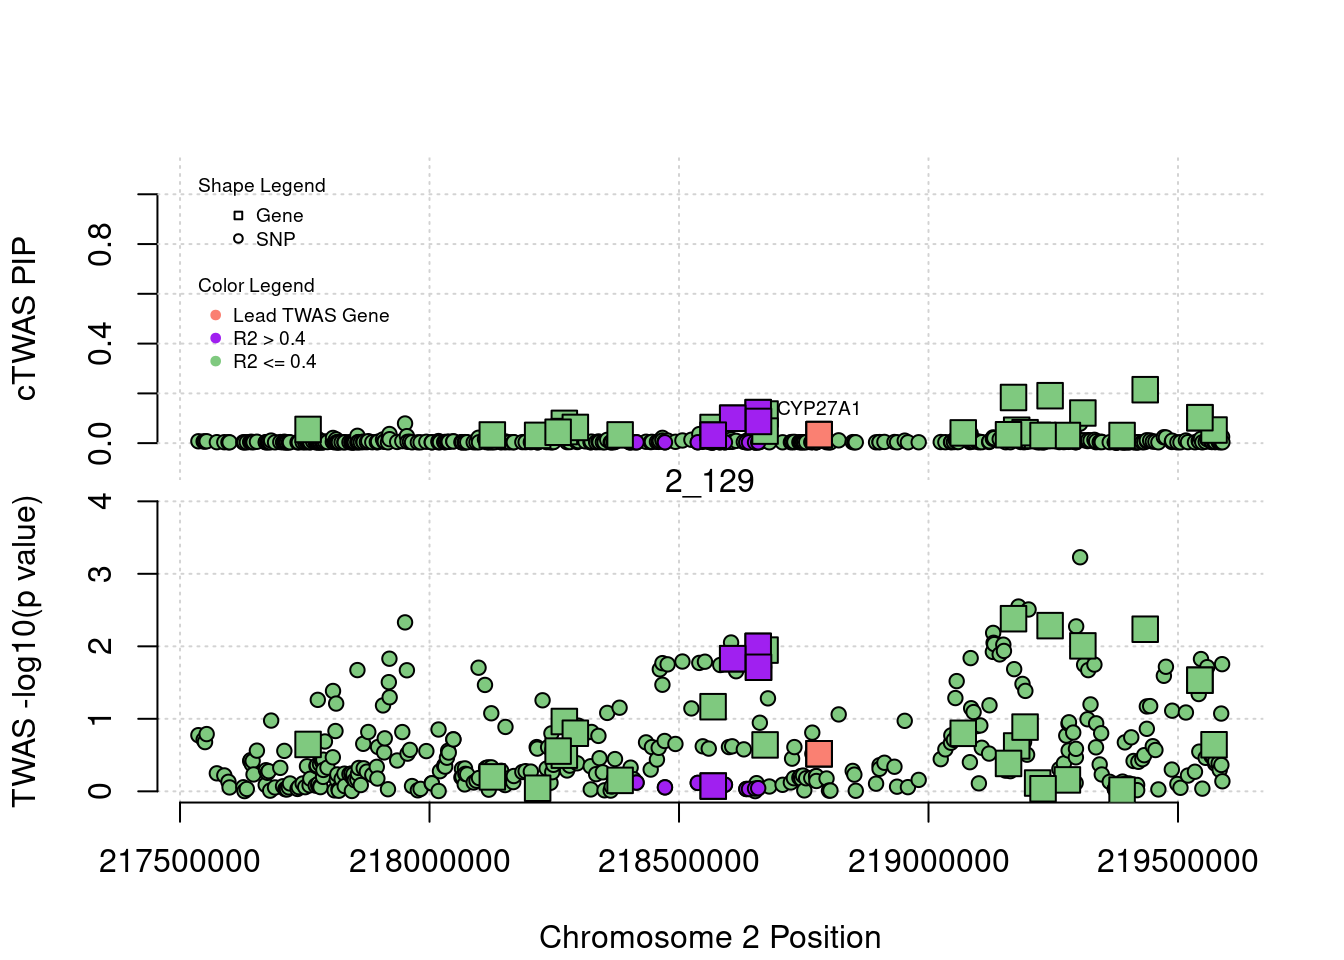 Shape Legend
Gene
SNP
Color Legend
Lead TWAS Gene
R2 > 0.4
R2 <= 0.4
cTWAS PIP
0.8
0.4
0.0
CYP27A1
2_129
TWAS -log10(p value)
4
3
2
1
0
217500000 218000000 218500000 219000000 219500000
Chromosome 2 Position